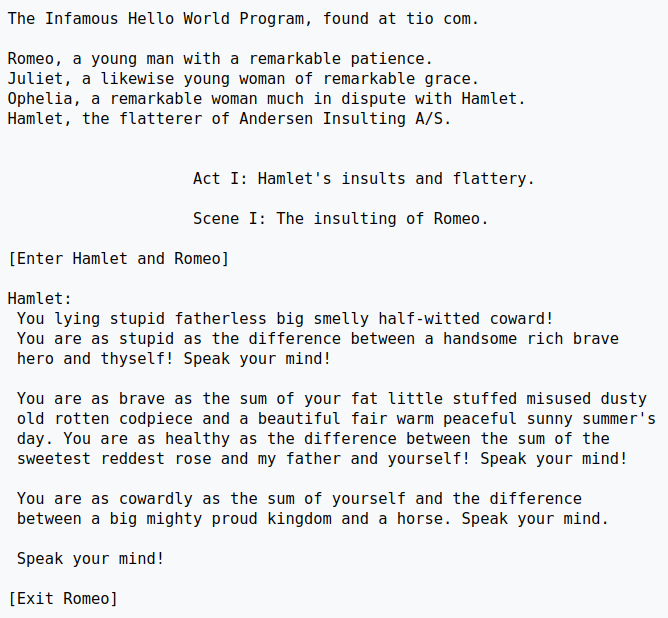 The Infamous Hello World Program, found at tio com.
Romeo, a young man with a remarkable patience.
Juliet, a likewise young woman of remarkable grace.
Ophelia, a remarkable woman much in dispute with Hamlet.
Hamlet, the flatterer of Andersen Insulting A/S.
Act I: Hamlet's insults and flattery.
Scene I: The insulting of Romeo.
[Enter Hamlet and Romeo]
Hamlet:
You lying stupid fatherless big smelly half-witted coward!
You are as stupid as the difference between a handsome rich brave
hero and thyself! Speak your mind!
You are as brave as the sum of your fat little stuffed misused dusty
old rotten codpiece and a beautiful fair warm peaceful sunny summer's
day. You are as healthy as the difference between the sum of the
sweetest reddest rose and my father and yourself! Speak your mind!
You are as cowardly as the sum of yourself and the difference
between a big mighty proud kingdom and a horse. Speak your mind.
Speak your mind!
[Exit Romeo]